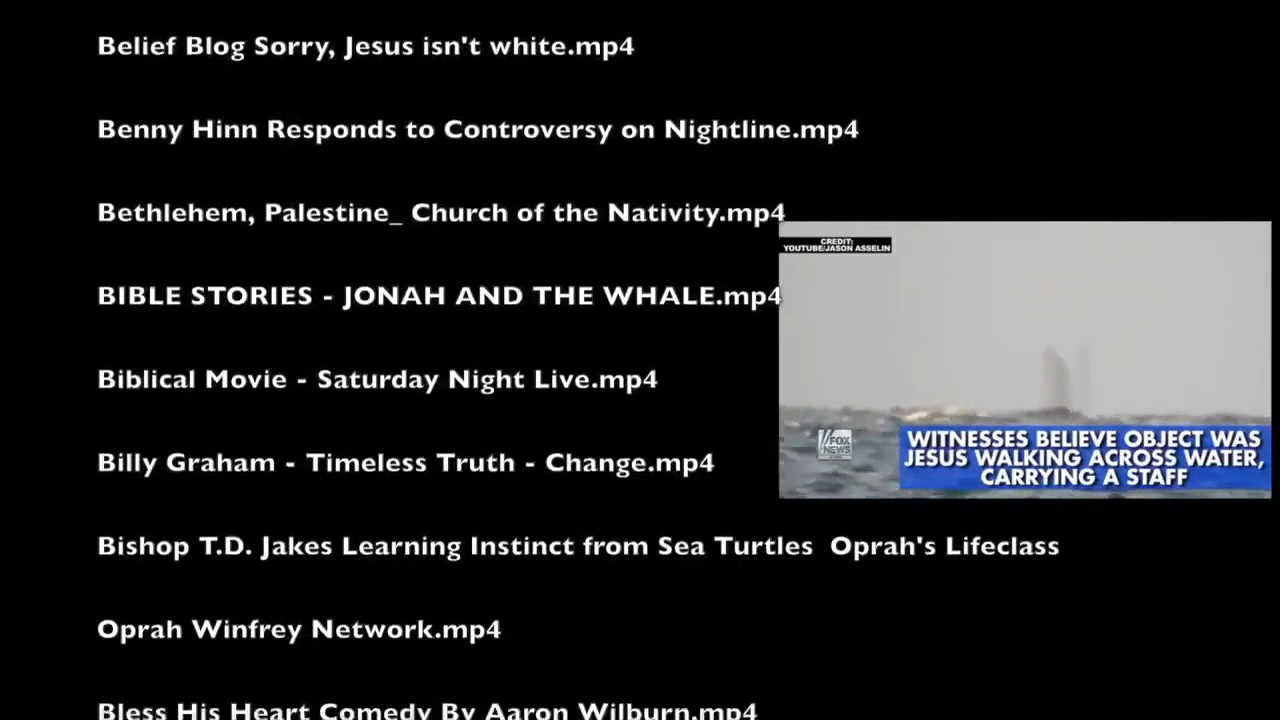 Belief Blog Sorry, Jesus isn't white.mp4
Benny Hinn Responds to Controversy on Nightline.mp4
Bethlehem, Palestine_ Church of the Nativity.mp4
BIBLE STORIES - JONAH AND THE WHALE.mp4
Biblical Movie - Saturday Night Live.mp4
Billy Graham - Timeless Truth - Change.mp4
Bishop T.D. Jakes Learning Instinct from Sea Turtles  Oprah's Lifeclass
Oprah Winfrey Network.mp4
Bless His Heart Comedy By Aaron Wilburn.mp4
CREDIT:
YOUTUBE/JASON ASSELIN
FOX
NEWS
WITNESSES BELIEVE OBJECT WAS
JESUS WALKING ACROSS WATER,
CARRYING A STAFF